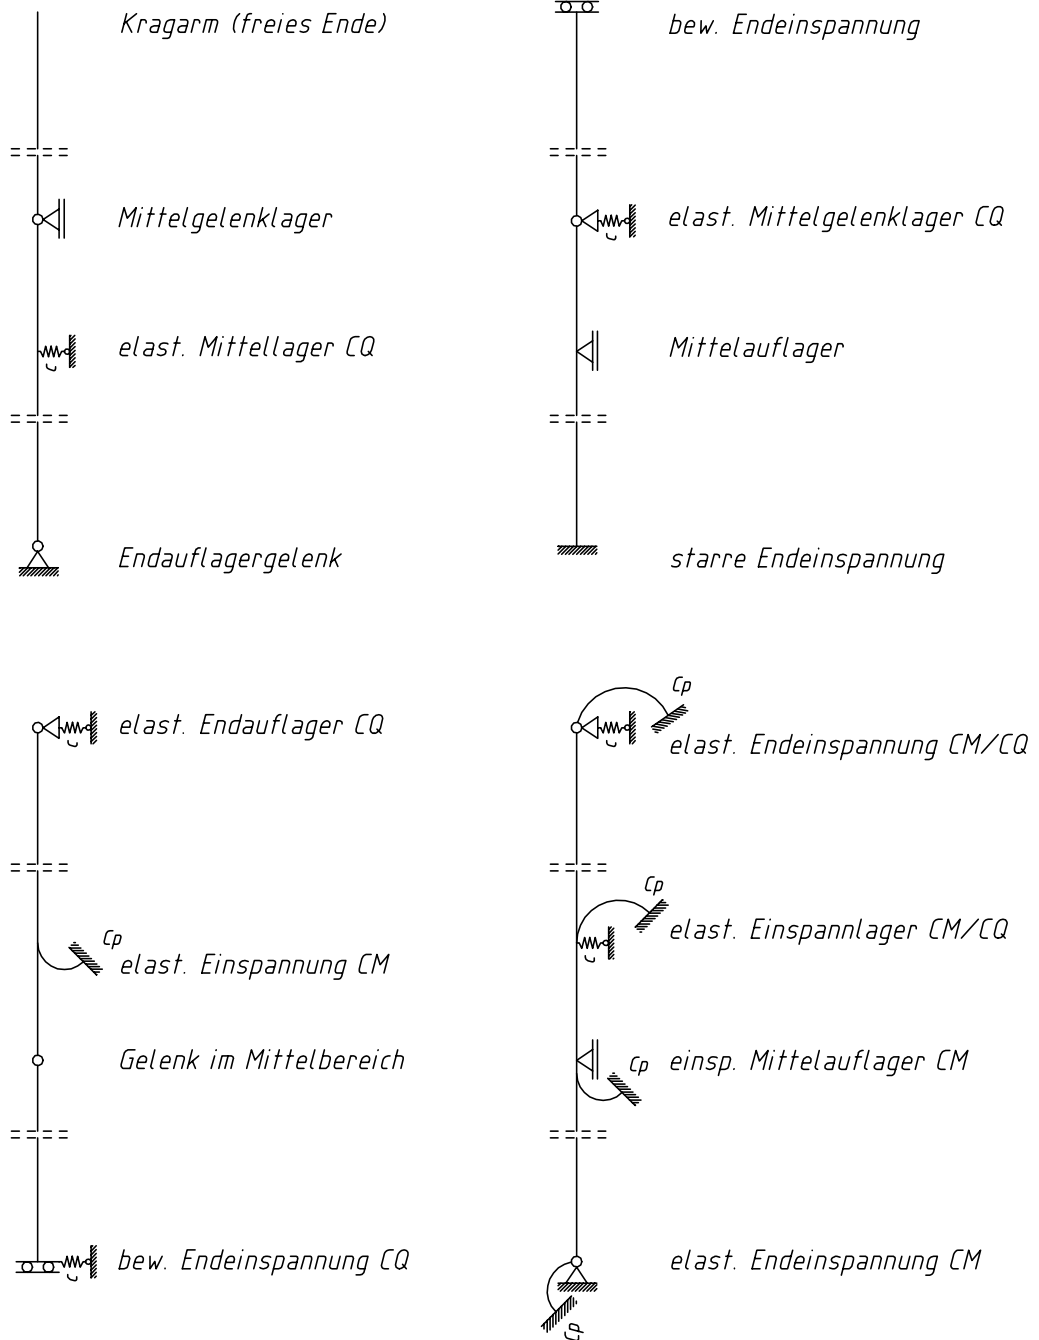 Kragarm (freies Ende)
bew. Endeinspannung
Mittelgelenklager
elast. Mittelgelenklager CQ
C
elast. Mittellager CQ
C
Mittelauflager
Endauflagergelenk
starre Endeinspannung
Cp
elast. Endauflager CQ
C
C
elast. Endeinspannung CM/CQ
Cp
elast. Einspannlager CM/CQ
C
Cp
elast. Einspannung CM
Gelenk im Mittelbereich
einsp. Mittelauflager CM
Cp
bew. Endeinspannung CQ
C
elast. Endeinspannung CM
Cp